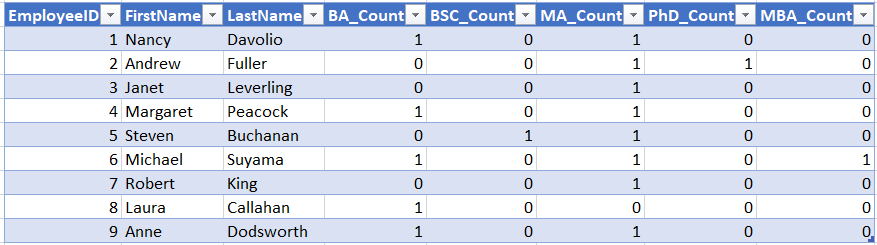 EmployeeID FirstName LastName BA_Count BSC_Count MA_Count PhD_Count MBA_Count
1 Nancy Davolio 1 0 1 0 0
2 Andrew Fuller 0 0 1 1 0
3 Janet Leverling 0 0 1 0 0
4 Margaret Peacock 1 0 1 0 0
5 Steven Buchanan 0 1 1 0 0
6 Michael Suyama 1 0 1 0 1
7 Robert King 0 0 1 0 0
8 Laura Callahan 1 0 0 0 0
9 Anne Dodsworth 1 0 1 0 0